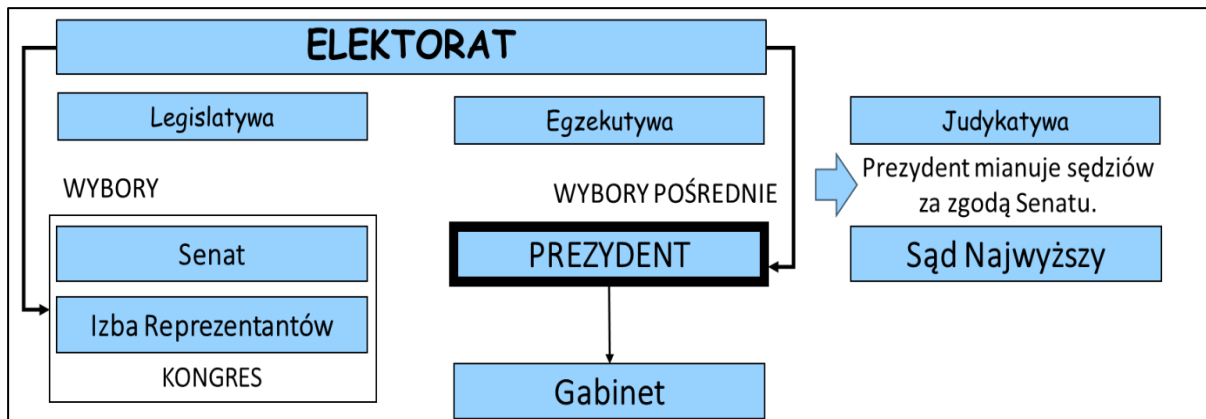 ELEKTORAT
Legislatywa
Egzekutywa
Judykatywa
WYBORY
WYBORY POŚREDNIE
Prezydent mianuje sędziów
za zgodą Senatu.
Senat
PREZYDENT
Sąd Najwyższy
Izba Reprezentantów
KONGRES
Gabinet